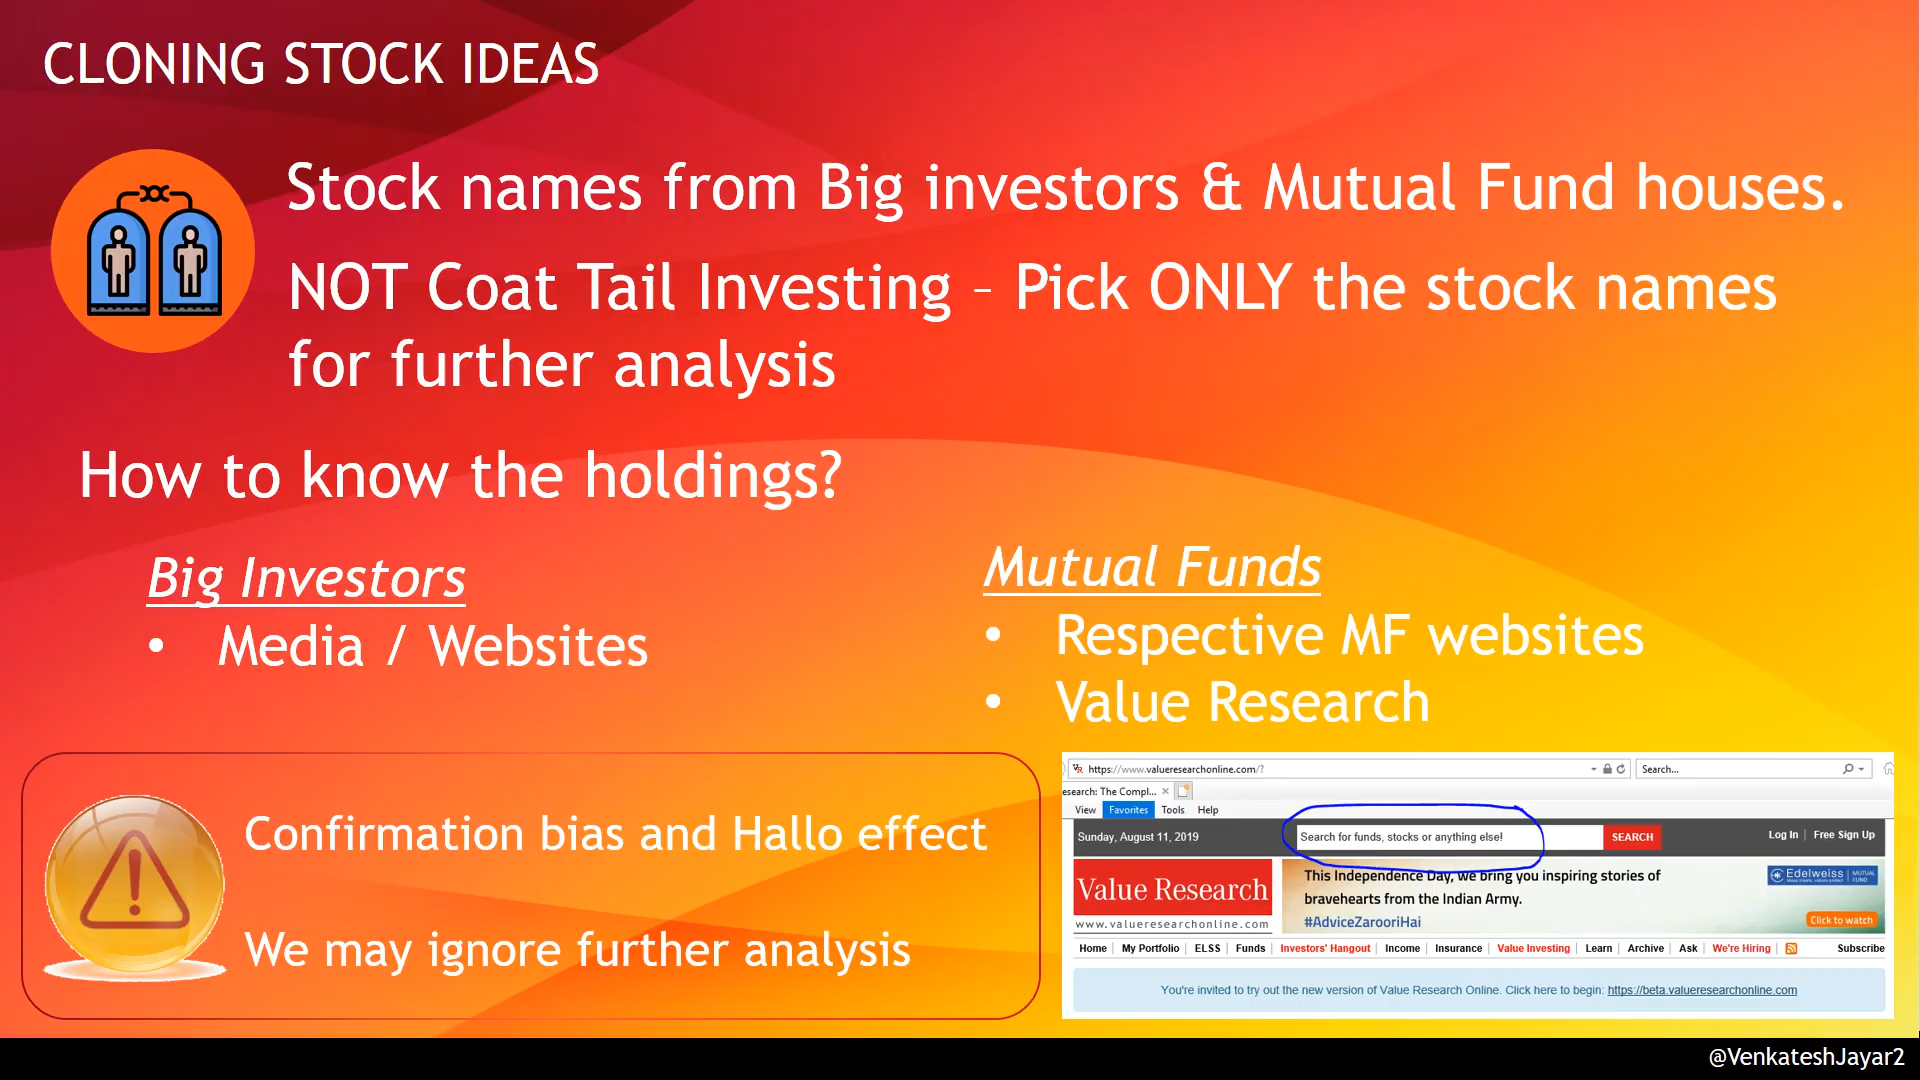 CLONING STOCK IDEAS
Stock names from Big investors & Mutual Fund houses.
NOT Coat Tail Investing – Pick ONLY the stock names
for further analysis
How to know the holdings?
Big Investors
• Media / Websites
Mutual Funds
• Respective MF websites
• Value Research
Confirmation bias and Hallo effect
We may ignore further analysis
https://www.valueresearchonline.com/?
Search...
esearch: The Compl...
View Favorites Tools Help
Sunday, August 11, 2019
Search for funds, stocks or anything else!
SEARCH
Log In | Free Sign Up
Value Research
www.valueresearchonline.com
This Independence Day, we bring you inspiring stories of
bravehearts from the Indian Army.
#AdviceZarooriHai
Edelweiss
MUTUAL FUND
Click to watch
Home | My Portfolio | ELSS | Funds | Investors' Hangout | Income | Insurance | Value Investing | Learn | Archive | Ask | We're Hiring | Subscribe
You're invited to try out the new version of Value Research Online. Click here to begin: https://beta.valueresearchonline.com
@VenkateshJayar2